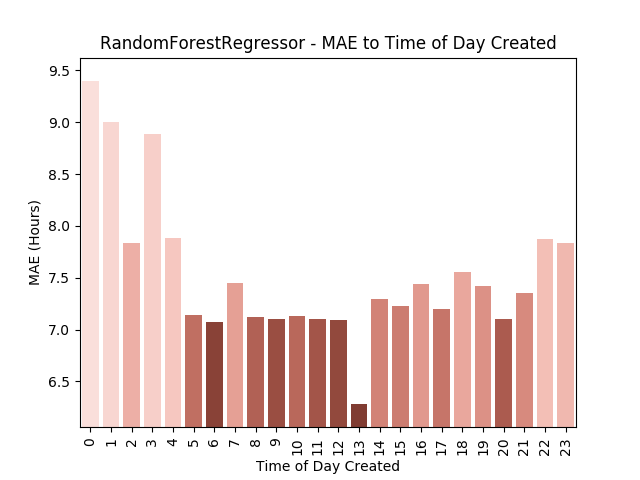 RandomForestRegressor - MAE to Time of Day Created
9.5
9.0
8.5
8.0
7.5
7.0
6.5
MAE (Hours)
0 1 2 3 4 5 6 7 8 9 10 11 12 13 14 15 16 17 18 19 20 21 22 23
Time of Day Created